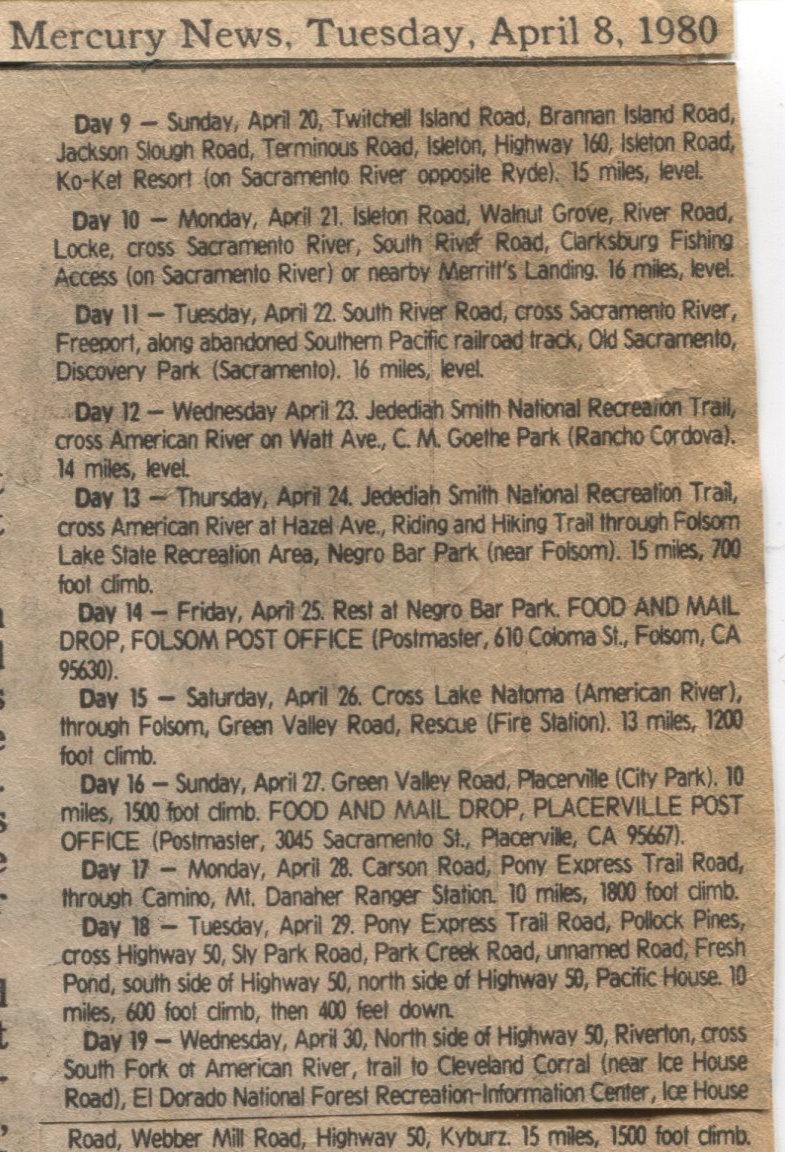 Mercury News, Tuesday, April 8, 1980
Day 9 — Sunday, April 20, Twitchell Island Road, Brannan Island Road,
Jackson Slough Road, Terminous Road, Isleton, Highway 160, Isleton Road,
Ko-Ket Resort (on Sacramento River opposite Ryde). 15 miles, level.
Day 10 — Monday, April 21. Isleton Road, Walnut Grove, River Road,
Locke, cross Sacramento River, South River Road, Clarksburg Fishing
Access (on Sacramento River) or nearby Merritt's Landing. 16 miles, level.
Day 11 — Tuesday, April 22. South River Road, cross Sacramento River,
Freeport, along abandoned Southern Pacific railroad track, Old Sacramento,
Discovery Park (Sacramento). 16 miles, level.
Day 12 — Wednesday April 23. Jedediah Smith National Recreation Trail,
cross American River on Watt Ave., C. M. Goethe Park (Rancho Cordova).
14 miles, level.
Day 13 — Thursday, April 24. Jedediah Smith National Recreation Trail,
cross American River at Hazel Ave., Riding and Hiking Trail through Folsom
Lake State Recreation Area, Negro Bar Park (near Folsom). 15 miles, 700
foot climb.
Day 14 — Friday, April 25. Rest at Negro Bar Park. FOOD AND MAIL
DROP, FOLSOM POST OFFICE (Postmaster, 610 Coloma St., Folsom, CA
95630).
Day 15 — Saturday, April 26. Cross Lake Natoma (American River),
through Folsom, Green Valley Road, Rescue (Fire Station). 13 miles, 1200
foot climb.
Day 16 — Sunday, April 27. Green Valley Road, Placerville (City Park). 10
miles, 1500 foot climb. FOOD AND MAIL DROP, PLACERVILLE POST
OFFICE (Postmaster, 3045 Sacramento St., Placerville, CA 95667).
Day 17 — Monday, April 28. Carson Road, Pony Express Trail Road,
through Camino, Mt. Danaher Ranger Station. 10 miles, 1800 foot climb.
Day 18 — Tuesday, April 29. Pony Express Trail Road, Pollock Pines,
cross Highway 50, Sly Park Road, Park Creek Road, unnamed Road, Fresh
Pond, south side of Highway 50, north side of Highway 50, Pacific House. 10
miles, 600 foot climb, then 400 feet down.
Day 19 — Wednesday, April 30, North side of Highway 50, Riverton, cross
South Fork of American River, trail to Cleveland Corral (near Ice House
Road), El Dorado National Forest Recreation-Information Center, Ice House
Road, Webber Mill Road, Highway 50, Kyburz. 15 miles, 1500 foot climb.